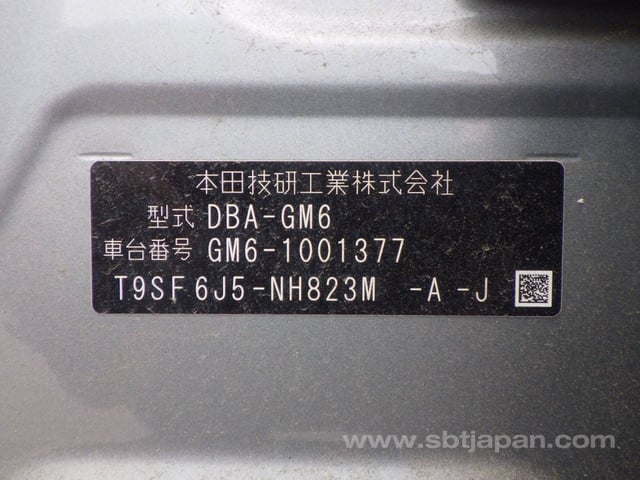 本田技研工業株式会社
型式 DBA-GM6
車台番号 GM6-1001377
T9SF6J5-NH823M -A -J
www.sbtjapan.com